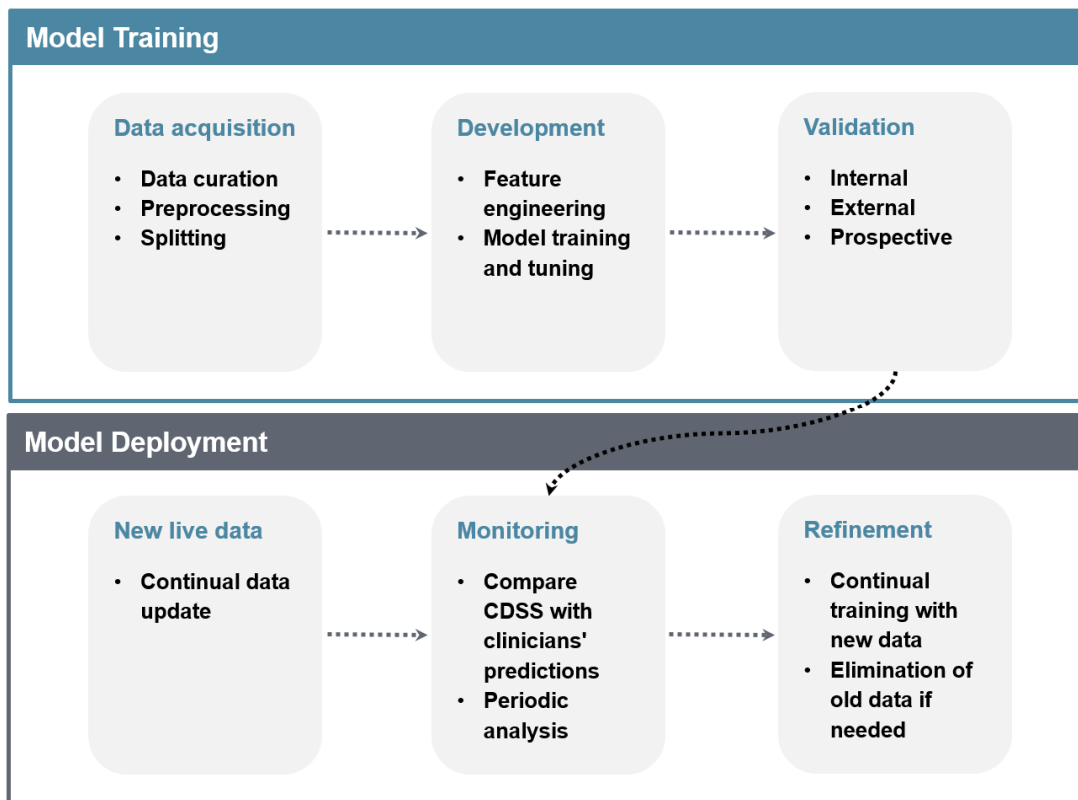 Model Training
Data acquisition
• Data curation
• Preprocessing
• Splitting
Development
• Feature
engineering
• Model training
and tuning
Validation
• Internal
• External
• Prospective
Model Deployment
New live data
• Continual data
update
Monitoring
• Compare
CDSS with
clinicians'
predictions
• Periodic
analysis
Refinement
• Continual
training with
new data
• Elimination of
old data if
needed